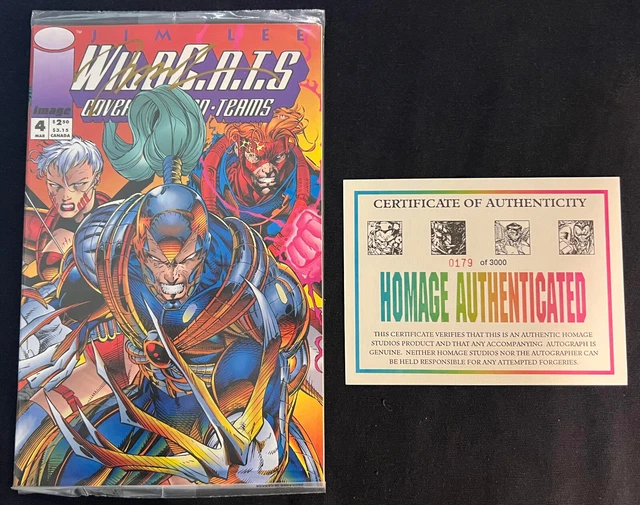 JIM LEE
WILDC.A.T.S
COVERT-ACTION-TEAMS
image
4
MAR
$2.50
$3.15
CANADA
CERTIFICATE OF AUTHENTICITY
0179 of 3000
HOMAGE AUTHENTICATED
THIS CERTIFICATE VERIFIES THAT THIS IS AN AUTHENTIC HOMAGE
STUDIOS PRODUCT AND THAT ANY ACCOMPANYING AUTOGRAPH IS
GENUINE. NEITHER HOMAGE STUDIOS NOR THE AUTOGRAPHER CAN
BE HELD RESPONSIBLE FOR ANY ATTEMPTED FORGERIES.